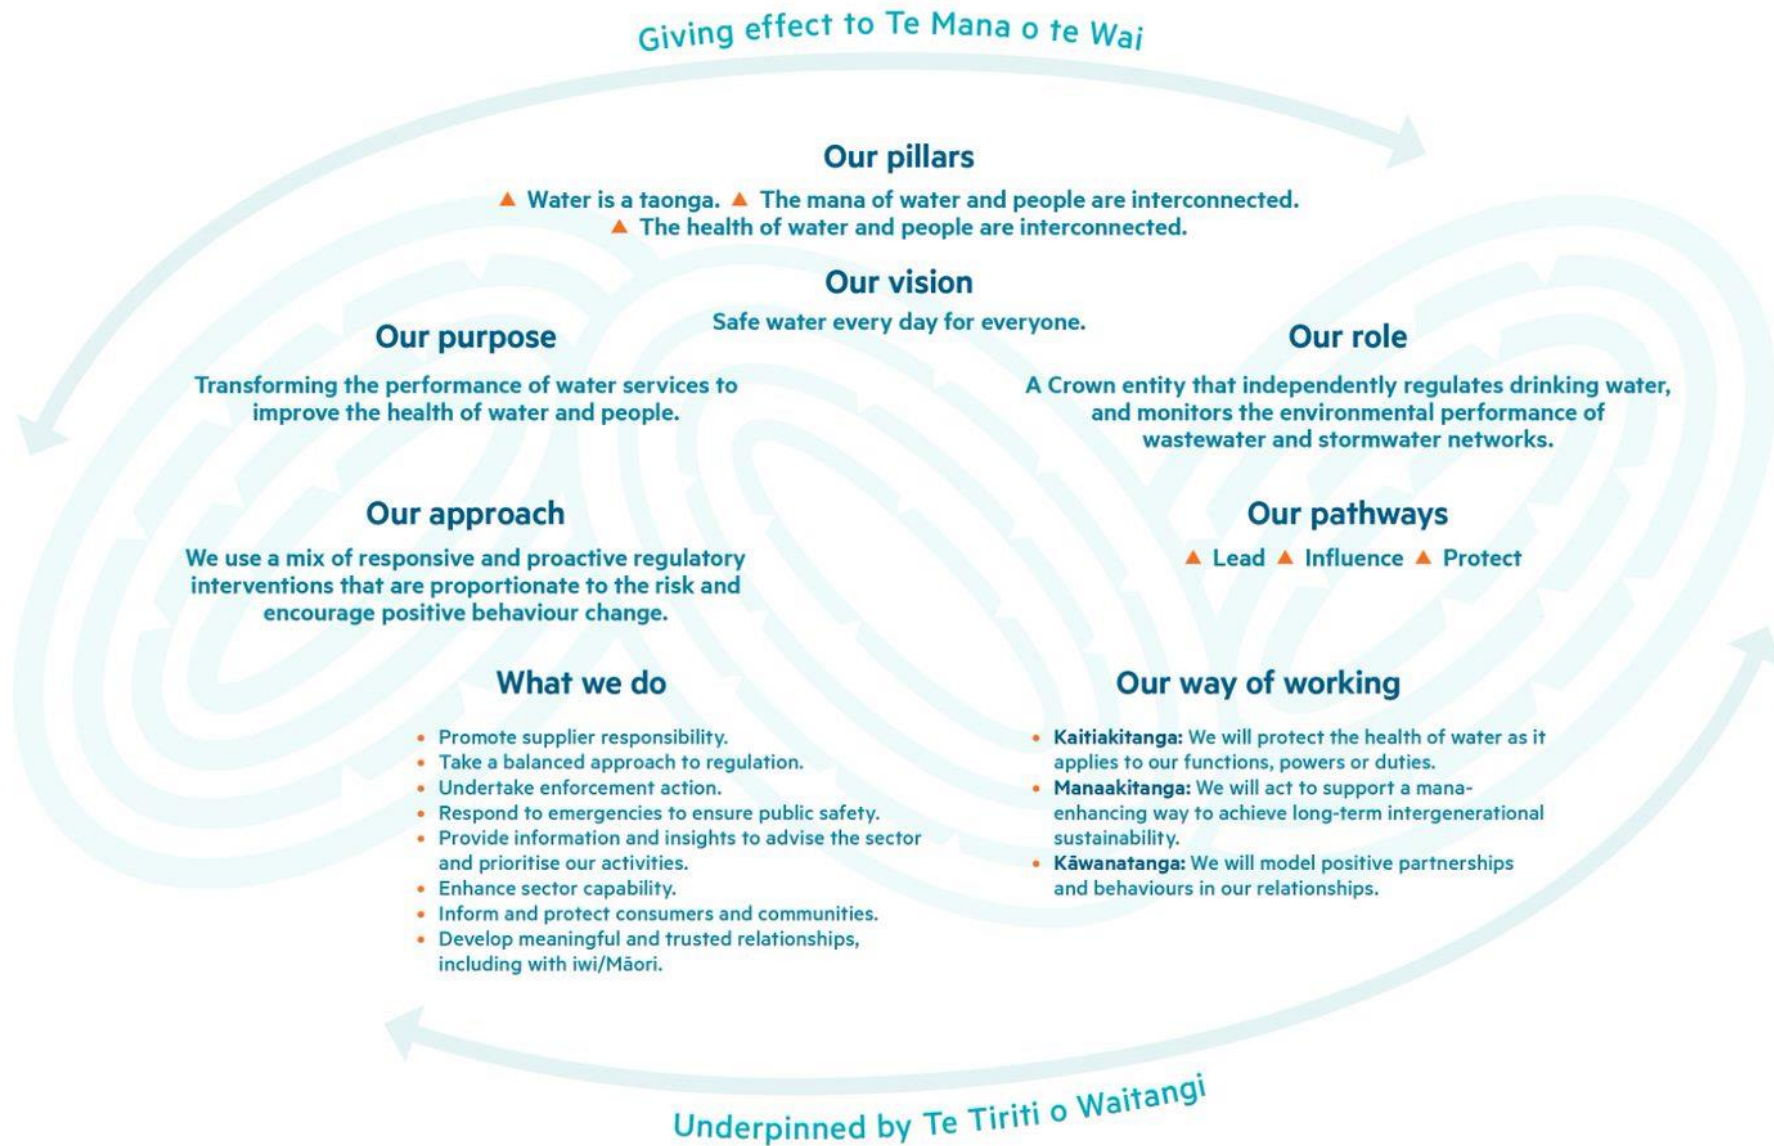 Giving effect to Te Mana o te Wai
Our pillars
▲ Water is a taonga. ▲ The mana of water and people are interconnected.
▲ The health of water and people are interconnected.
Our vision
Safe water every day for everyone.
Our purpose
Transforming the performance of water services to
improve the health of water and people.
Our role
A Crown entity that independently regulates drinking water,
and monitors the environmental performance of
wastewater and stormwater networks.
Our approach
We use a mix of responsive and proactive regulatory
interventions that are proportionate to the risk and
encourage positive behaviour change.
Our pathways
▲ Lead ▲ Influence ▲ Protect
What we do
• Promote supplier responsibility.
• Take a balanced approach to regulation.
• Undertake enforcement action.
• Respond to emergencies to ensure public safety.
• Provide information and insights to advise the sector
and prioritise our activities.
• Enhance sector capability.
• Inform and protect consumers and communities.
• Develop meaningful and trusted relationships,
including with iwi/Māori.
Our way of working
• Kaitiakitanga: We will protect the health of water as it
applies to our functions, powers or duties.
• Manaakitanga: We will act to support a mana-
enhancing way to achieve long-term intergenerational
sustainability.
• Kāwanatanga: We will model positive partnerships
and behaviours in our relationships.
Underpinned by Te Tiriti o Waitangi